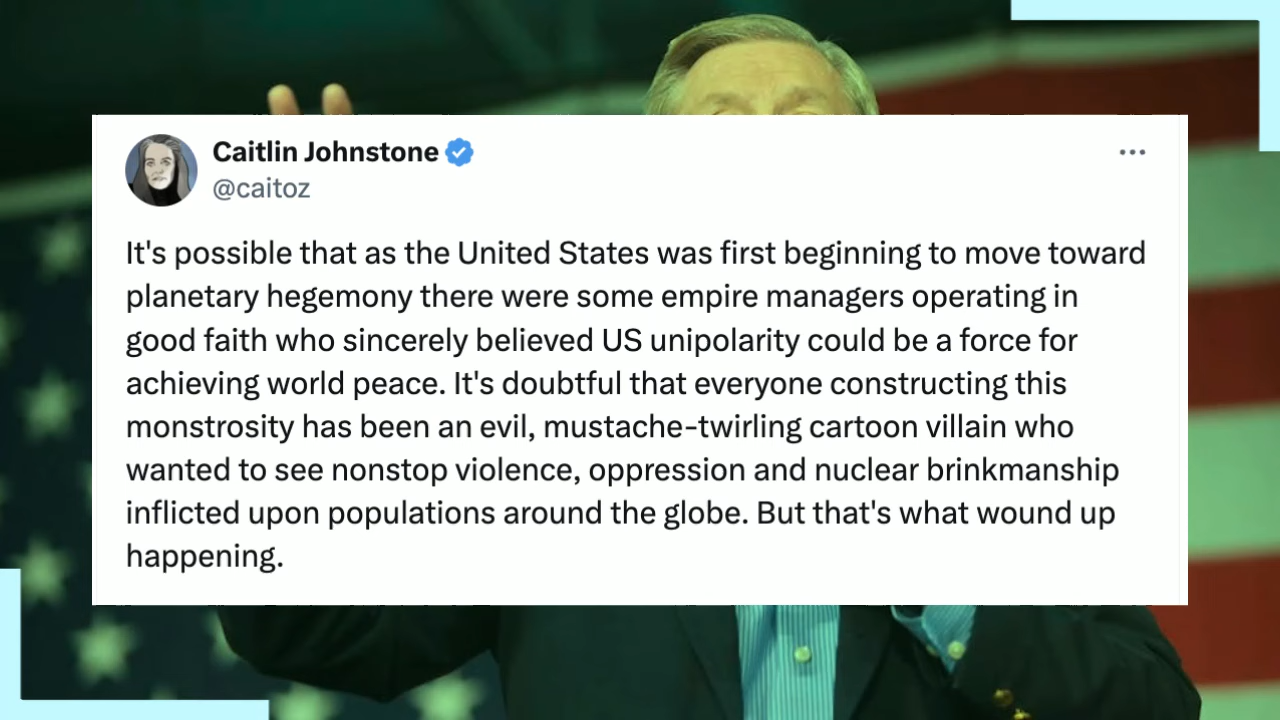 Caitlin Johnstone
@caitoz
It's possible that as the United States was first beginning to move toward
planetary hegemony there were some empire managers operating in
good faith who sincerely believed US unipolarity could be a force for
achieving world peace. It's doubtful that everyone constructing this
monstrosity has been an evil, mustache-twirling cartoon villain who
wanted to see nonstop violence, oppression and nuclear brinkmanship
inflicted upon populations around the globe. But that's what wound up
happening.